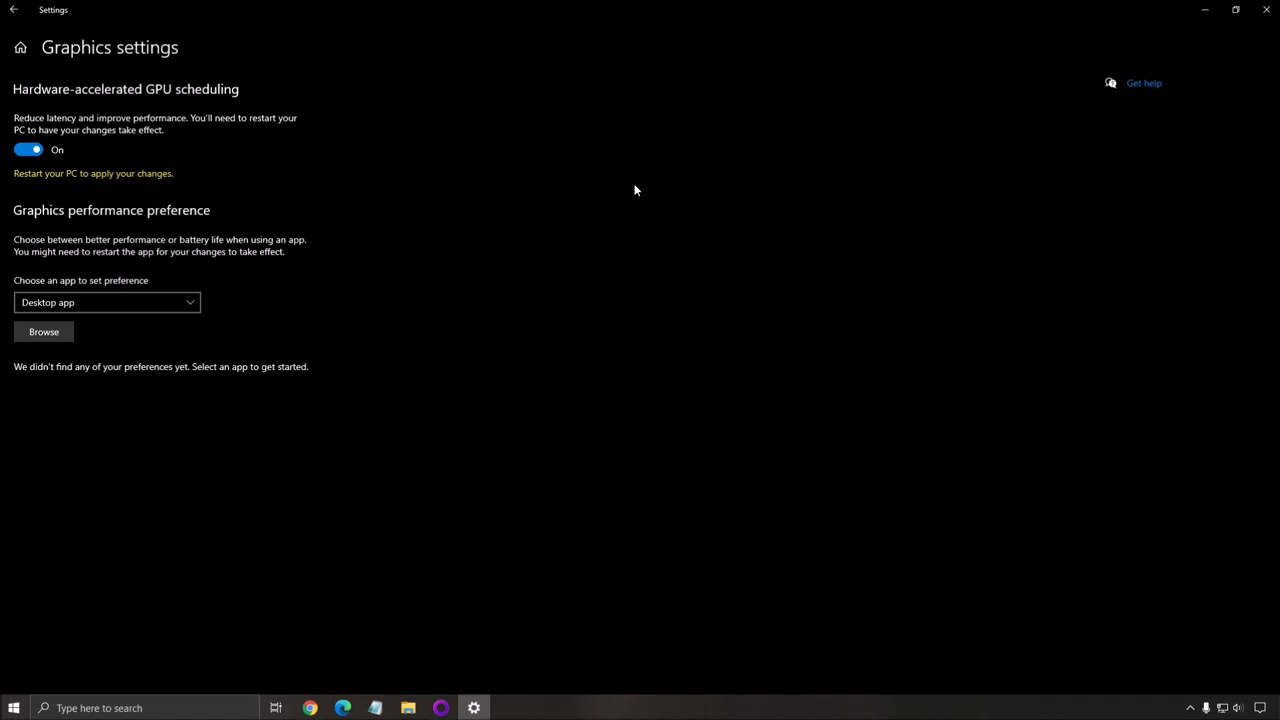 Settings
Graphics settings
Hardware-accelerated GPU scheduling
Get help
Reduce latency and improve performance. You'll need to restart your
PC to have your changes take effect.
On
Restart your PC to apply your changes.
Graphics performance preference
Choose between better performance or battery life when using an app.
You might need to restart the app for your changes to take effect.
Choose an app to set preference
Desktop app
Browse
We didn't find any of your preferences yet. Select an app to get started.
Type here to search